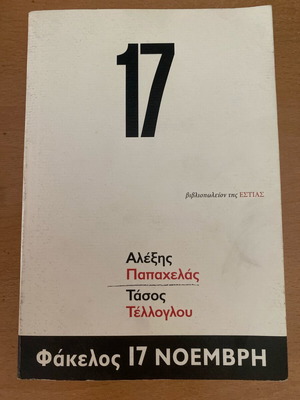 17
βιβλιοπωλείον της ΕΣΤΙΑΣ
Αλέξης
Παπαχελάς
Τάσος
Τέλλογλου
Φάκελος 17 ΝΟΕΜΒΡΗ